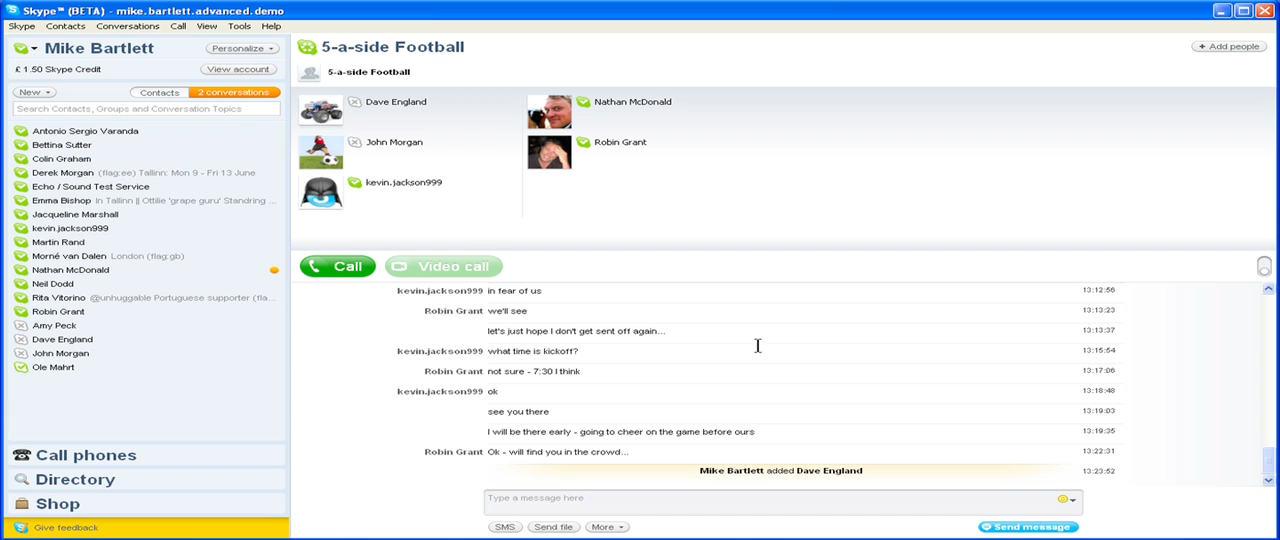 Skype™ (BETA) - mike.bartlett.advanced.demo
Skype Contacts Conversations Call View Tools Help
Mike Bartlett Personalize
£ 1.50 Skype Credit View account
New Contacts 2 conversations
Search Contacts, Groups and Conversation Topics
Antonio Sergio Varanda
Bettina Sutter
Colin Graham
Derek Morgan (flag:ee) Tallinn: Mon 9 - Fri 13 June
Echo / Sound Test Service
Emma Bishop In Tallinn || Ottilie 'grape guru' Standring ...
Jacqueline Marshall
kevin.jackson999
Martin Rand
Morné van Dalen London (flag:gb)
Nathan McDonald
Neil Dodd
Rita Vitorino @unhuggable Portuguese supporter (fla...
Robin Grant
Amy Peck
Dave England
John Morgan
Ole Mahrt
Call phones
Directory
Shop
Give feedback
5-a-side Football + Add people
5-a-side Football
Dave England Nathan McDonald
John Morgan Robin Grant
kevin.jackson999
Call Video call
kevin.jackson999 in fear of us 13:12:56
Robin Grant we'll see 13:13:23
let's just hope I don't get sent off again... 13:13:37
kevin.jackson999 what time is kickoff? 13:15:54
Robin Grant not sure - 7:30 I think 13:17:06
kevin.jackson999 ok 13:18:48
see you there 13:19:03
I will be there early - going to cheer on the game before ours 13:19:35
Robin Grant Ok - will find you in the crowd... 13:22:31
Mike Bartlett added Dave England 13:23:52
Type a message here
SMS Send file More Send message